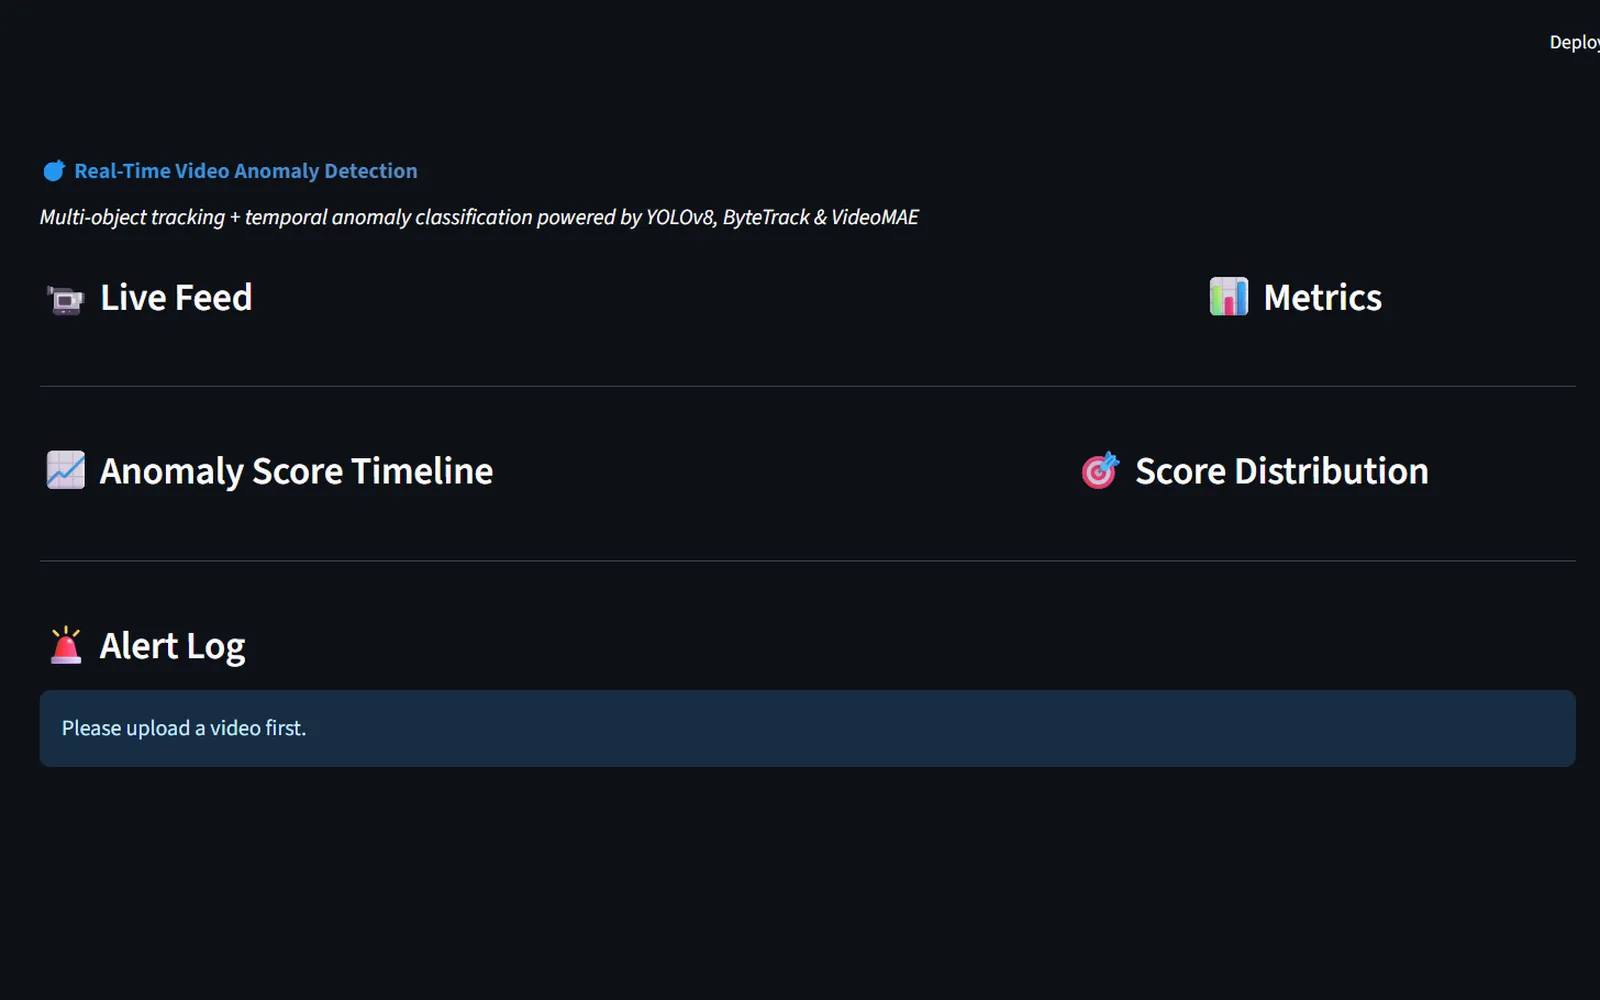 Deploy
Real-Time Video Anomaly Detection
Multi-object tracking + temporal anomaly classification powered by YOLOv8, ByteTrack & VideoMAE
Live Feed
Metrics
Anomaly Score Timeline
Score Distribution
Alert Log
Please upload a video first.